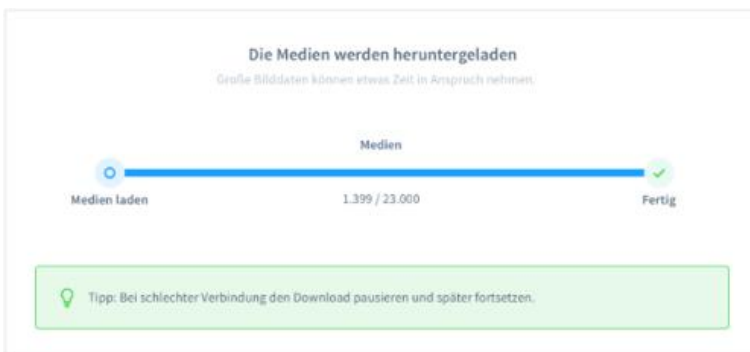 Die Medien werden heruntergeladen
Große Bilddaten können etwas Zeit in Anspruch nehmen.
Medien
Medien laden
1.399 / 23.000
Fertig
Tipp: Bei schlechter Verbindung den Download pausieren und später fortsetzen.